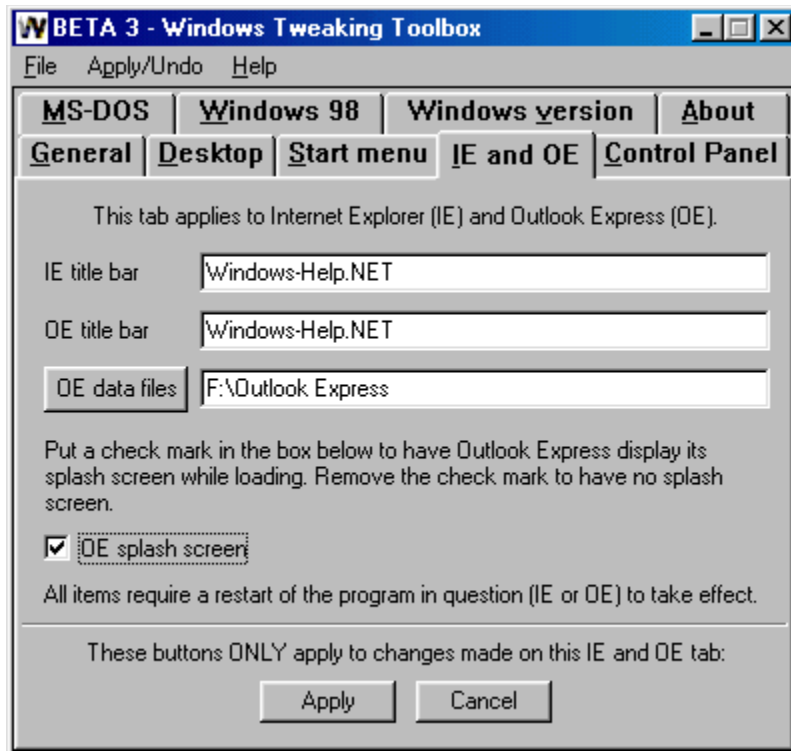 BETA 3 - Windows Tweaking Toolbox
File Apply/Undo Help
MS-DOS Windows 98 Windows version About
General Desktop Start menu IE and OE Control Panel
This tab applies to Internet Explorer (IE) and Outlook Express (OE).
IE title bar Windows-Help.NET
OE title bar Windows-Help.NET
OE data files F:\Outlook Express
Put a check mark in the box below to have Outlook Express display its
splash screen while loading. Remove the check mark to have no splash
screen.
OE splash screen
All items require a restart of the program in question (IE or OE) to take effect.
These buttons ONLY apply to changes made on this IE and OE tab:
Apply Cancel